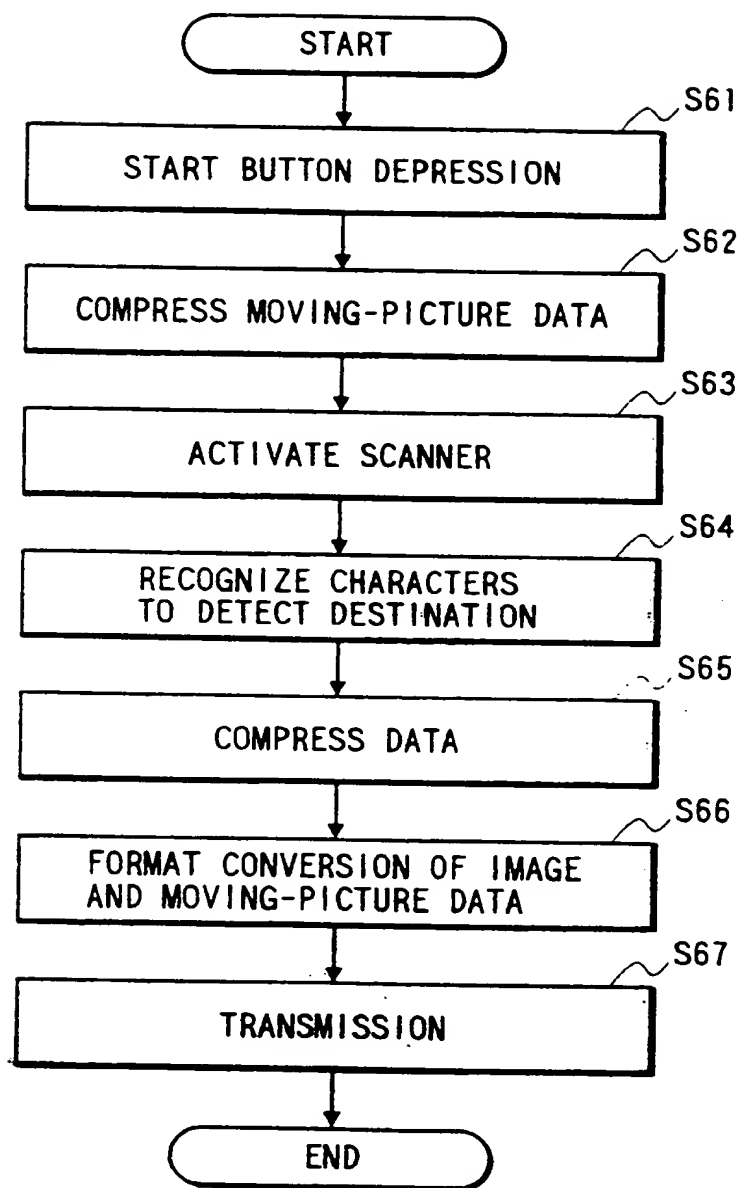 START
S61
START BUTTON DEPRESSION
S62
COMPRESS MOVING-PICTURE DATA
S63
ACTIVATE SCANNER
S64
RECOGNIZE CHARACTERS
TO DETECT DESTINATION
S65
COMPRESS DATA
S66
FORMAT CONVERSION OF IMAGE
AND MOVING-PICTURE DATA
S67
TRANSMISSION
END